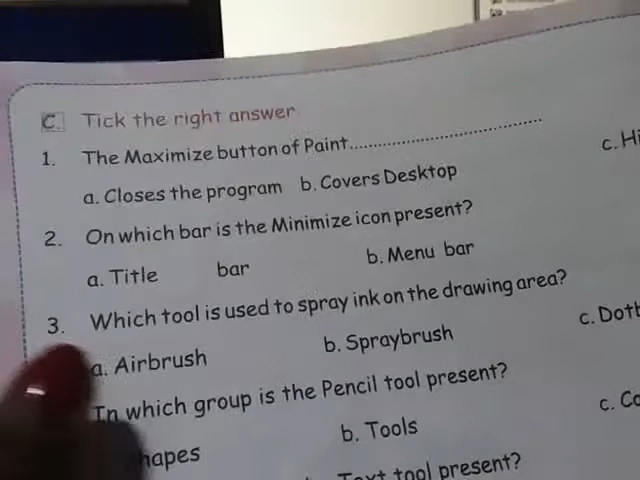 C. Tick the right answer
1. The Maximize button of Paint..............................
a. Closes the program b. Covers Desktop c. Hi
2. On which bar is the Minimize icon present?
a. Title bar b. Menu bar
3. Which tool is used to spray ink on the drawing area?
a. Airbrush b. Spraybrush c. Dott
In which group is the Pencil tool present?
hapes b. Tools c. Co
Text tool present?